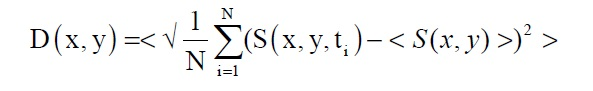 D(x, y) =< √ 1/N ∑_{i=1}^{N} (S(x, y, t_i) − < S(x, y) >)² >